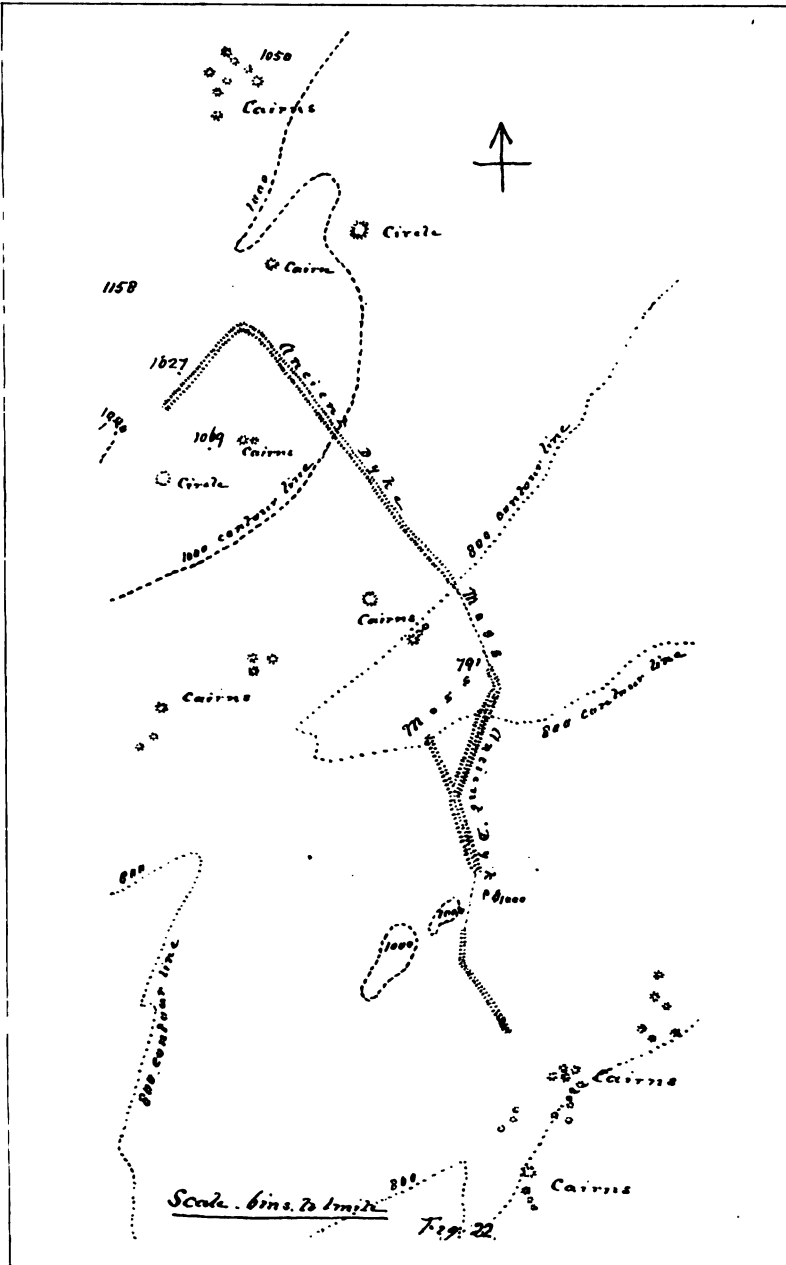 1050
Cairns
1000
Circle
Cairn
1158
1027
Ancient Dyke
1000
1069
Cairns
Circle
1000 contour line
800 contour line
Moss
Cairns
791
Moss
800 contour line
Cairns
Ancient Dyke
800
1000
1000
1000
800 contour line
Cairns
800
Cairns
Scale. 6ins. to 1mile
Fig. 22.